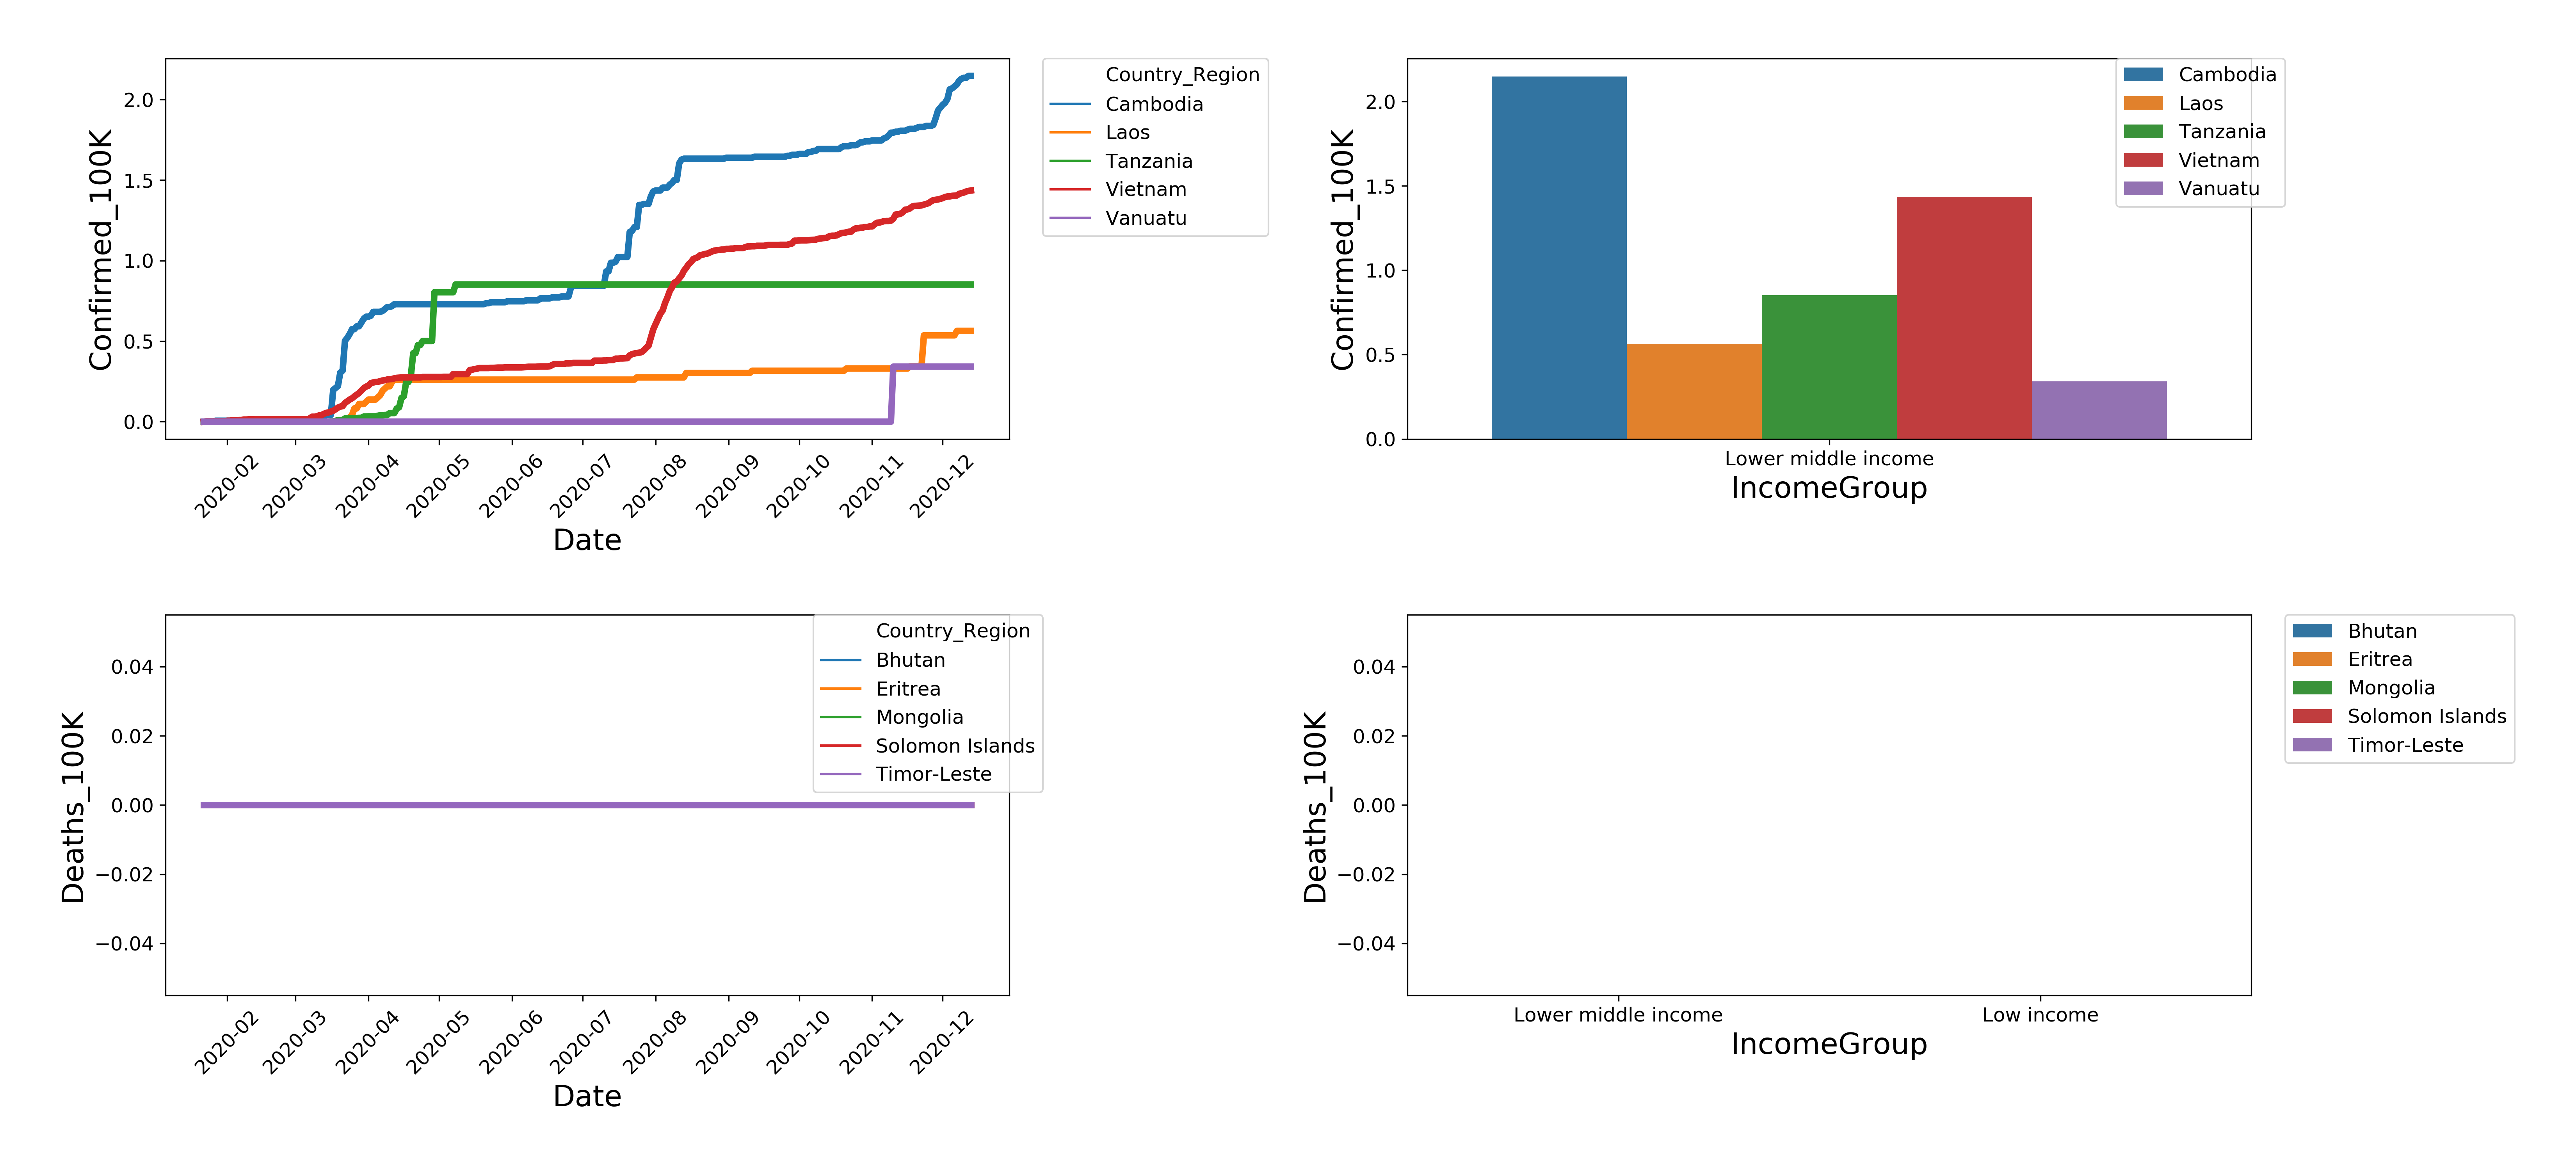 Confirmed_100K
2.0
1.5
1.0
0.5
0.0
2020-02
2020-03
2020-04
2020-05
2020-06
2020-07
2020-08
2020-09
2020-10
2020-11
2020-12
Date
Country_Region
Cambodia
Laos
Tanzania
Vietnam
Vanuatu
Confirmed_100K
2.0
1.5
1.0
0.5
0.0
Lower middle income
IncomeGroup
Cambodia
Laos
Tanzania
Vietnam
Vanuatu
Deaths_100K
0.04
0.02
0.00
−0.02
−0.04
2020-02
2020-03
2020-04
2020-05
2020-06
2020-07
2020-08
2020-09
2020-10
2020-11
2020-12
Date
Country_Region
Bhutan
Eritrea
Mongolia
Solomon Islands
Timor-Leste
Deaths_100K
0.04
0.02
0.00
−0.02
−0.04
Lower middle income
Low income
IncomeGroup
Bhutan
Eritrea
Mongolia
Solomon Islands
Timor-Leste